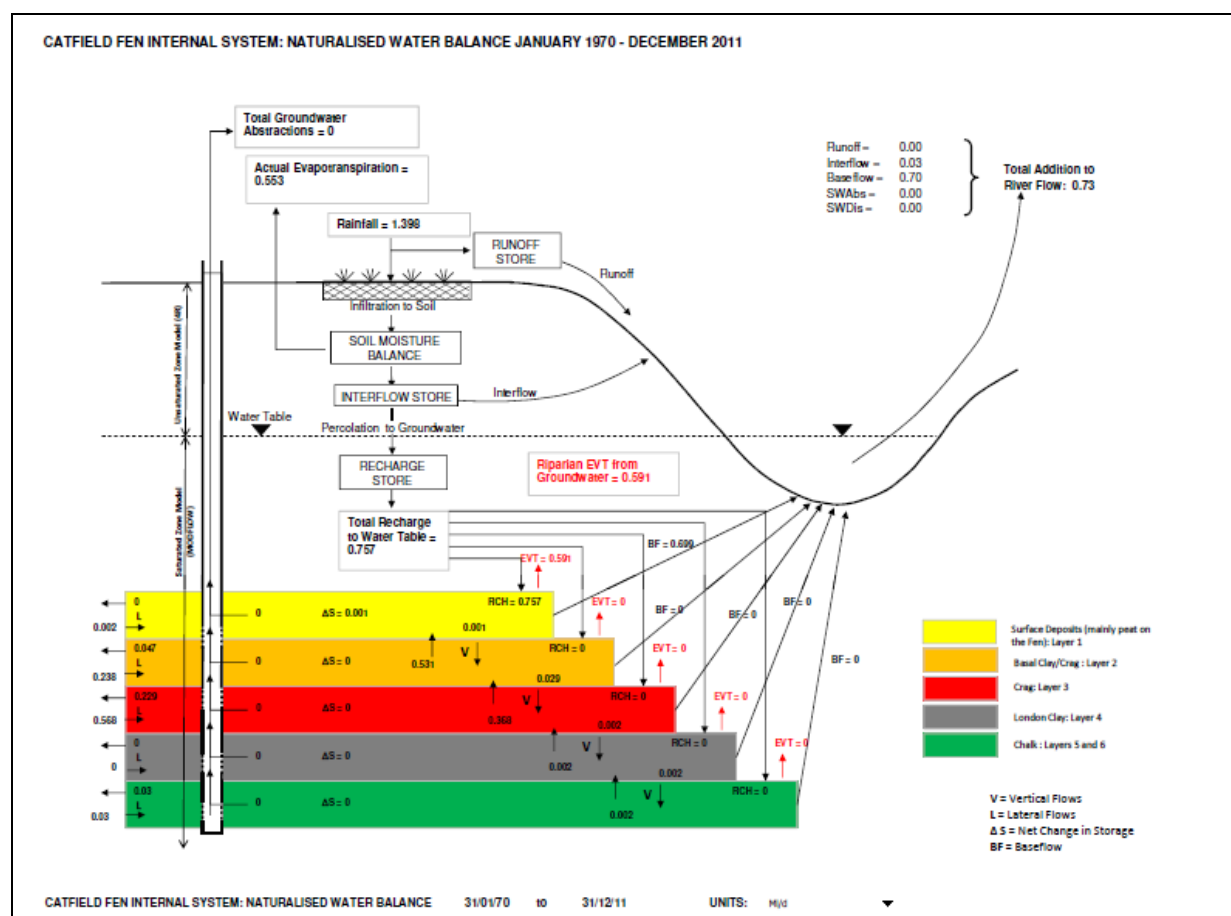 CATFIELD FEN INTERNAL SYSTEM: NATURALISED WATER BALANCE JANUARY 1970 - DECEMBER 2011
Total Groundwater
Abstractions = 0
Actual Evapotranspiration =
0.553
Rainfall = 1.398
RUNOFF
STORE
Runoff
Runoff = 0.00
Interflow = 0.03
Baseflow = 0.70
SWAbs = 0.00
SWDis = 0.00
Total Addition to
River Flow: 0.73
Infiltration to Soil
SOIL MOISTURE
BALANCE
INTERFLOW STORE
Interflow
Unsaturated Zone Model (4R)
Water Table
Percolation to Groundwater
RECHARGE
STORE
Riparian EVT from
Groundwater = 0.591
Saturated Zone Model
(MODFLOW)
Total Recharge
to Water Table =
0.757
BF = 0.699
EVT = 0.591
BF = 0
BF = 0
BF = 0
BF = 0
0
L
0.002
0
ΔS = 0.001
RCH = 0.757
0.001
EVT = 0
0.047
L
0.238
0
ΔS = 0
0.531
V
RCH = 0
0.029
EVT = 0
0.229
L
0.568
0
ΔS = 0
0.368
V
RCH = 0
0.002
EVT = 0
0
L
0
0
ΔS = 0
0.002
V
RCH = 0
0.002
EVT = 0
0.03
L
0.03
0
ΔS = 0
0.002
V
RCH = 0
Surface Deposits (mainly peat on
the Fen): Layer 1
Basal Clay/Crag : Layer 2
Crag: Layer 3
London Clay: Layer 4
Chalk : Layers 5 and 6
V = Vertical Flows
L = Lateral Flows
Δ S = Net Change in Storage
BF = Baseflow
CATFIELD FEN INTERNAL SYSTEM: NATURALISED WATER BALANCE 31/01/70 to 31/12/11 UNITS: Ml/d